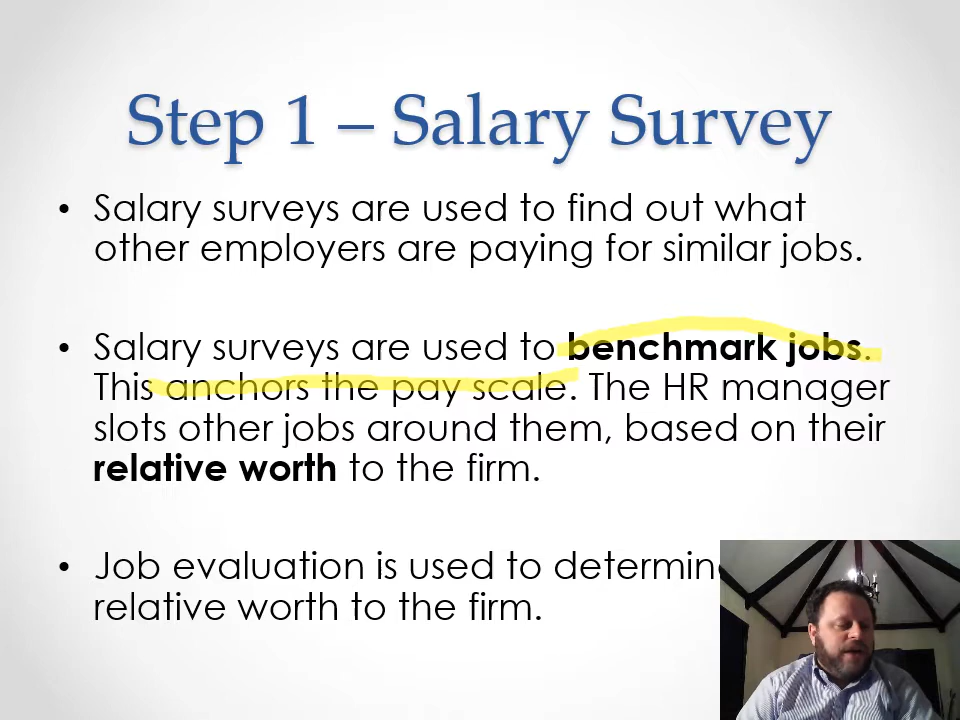 Step 1 – Salary Survey
• Salary surveys are used to find out what
other employers are paying for similar jobs.
• Salary surveys are used to benchmark jobs.
This anchors the pay scale. The HR manager
slots other jobs around them, based on their
relative worth to the firm.
• Job evaluation is used to determin
relative worth to the firm.